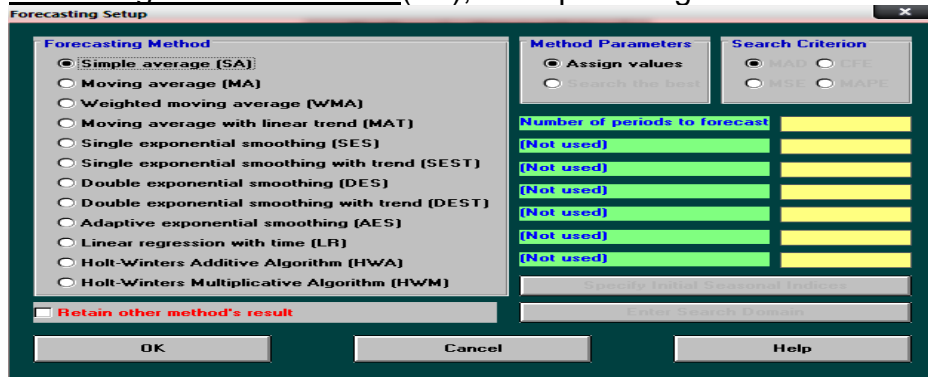 Forecasting Setup
Forecasting Method
Simple average (SA)
Moving average (MA)
Weighted moving average (WMA)
Moving average with linear trend (MAT)
Single exponential smoothing (SES)
Single exponential smoothing with trend (SEST)
Double exponential smoothing (DES)
Double exponential smoothing with trend (DEST)
Adaptive exponential smoothing (AES)
Linear regression with time (LR)
Holt-Winters Additive Algorithm (HWA)
Holt-Winters Multiplicative Algorithm (HWM)
Retain other method's result
Method Parameters
Assign values
Search the best
Search Criterion
MAD CFE
MSE MAPE
Number of periods to forecast
(Not used)
(Not used)
(Not used)
(Not used)
(Not used)
(Not used)
Specify Initial Seasonal Indices
Enter Search Domain
OK Cancel Help